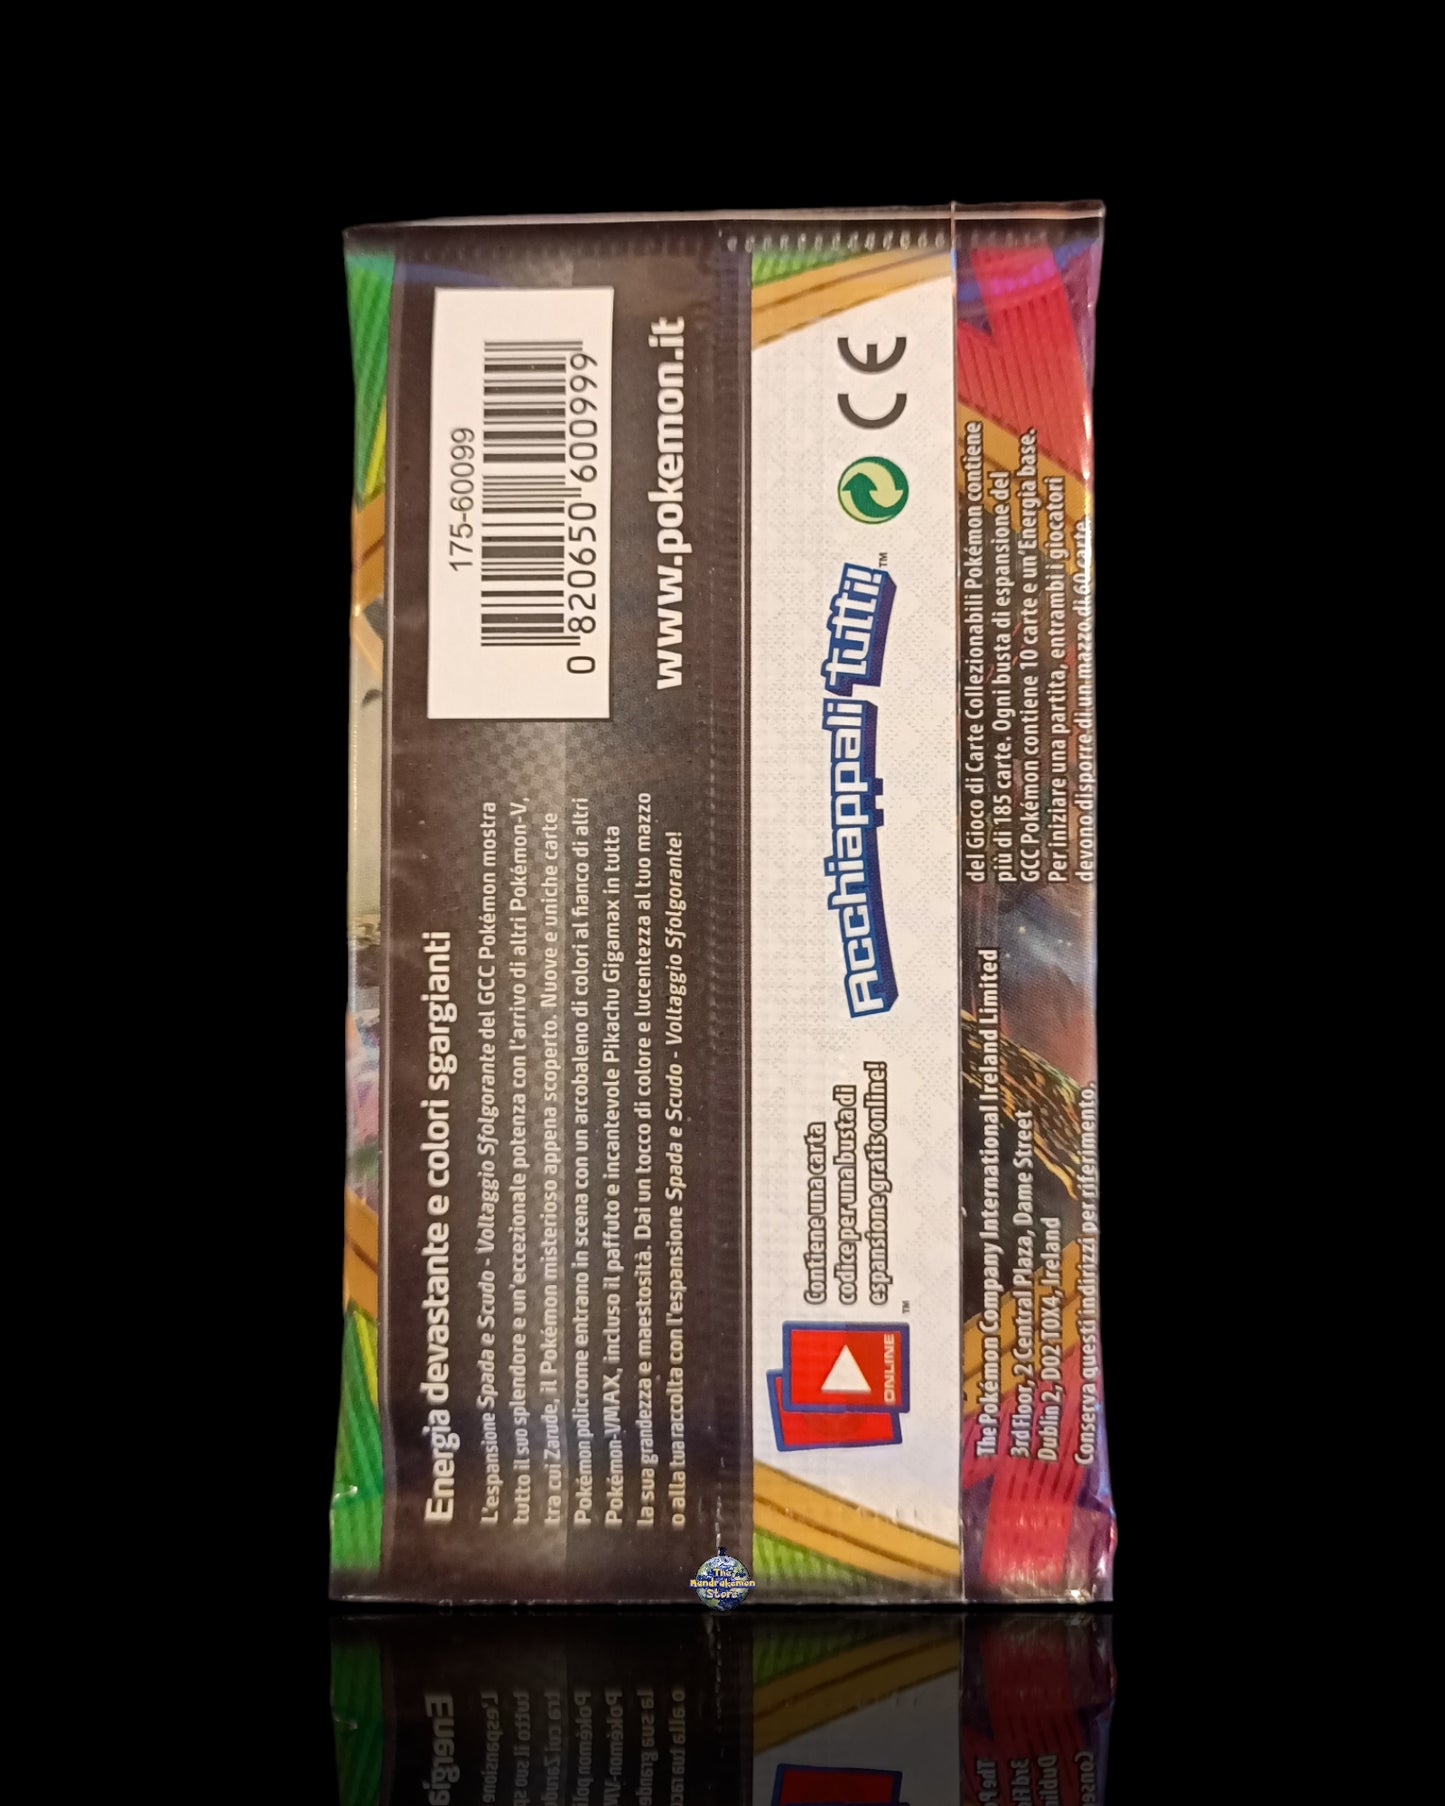 Energia devastante e colori sgargianti
L'espansione Spada e Scudo - Voltaggio Sfolgorante del GCC Pokémon mostra
tutto il suo splendore e un'eccezionale potenza con l'arrivo di altri Pokémon-V,
tra cui Zarude, il Pokémon misterioso appena scoperto. Nuove e uniche carte
Pokémon policrome entrano in scena con un arcobaleno di colori al fianco di altri
Pokémon-VMAX, incluso il paffuto e incantevole Pikachu Gigamax in tutta
la sua grandezza e maestosità. Dai un tocco di colore e lucentezza al tuo mazzo
o alla tua raccolta con l'espansione Spada e Scudo - Voltaggio Sfolgorante!
175-60099
0 820650 600999
www.pokemon.it
ONLINE
™
Contiene una carta
codice per una busta di
espansione gratis online!
Acchiappali tutti!™
CE
The Pokémon Company International Ireland Limited
3rd Floor, 2 Central Plaza, Dame Street
Dublin 2, D02 T0X4, Ireland
Conserva questi indirizzi per riferimento.
del Gioco di Carte Collezionabili Pokémon contiene
più di 185 carte. Ogni busta di espansione del
GCC Pokémon contiene 10 carte e un'Energia base.
Per iniziare una partita, entrambi i giocatori
devono disporre di un mazzo di 60 carte.
The
Mandrakemon
Store